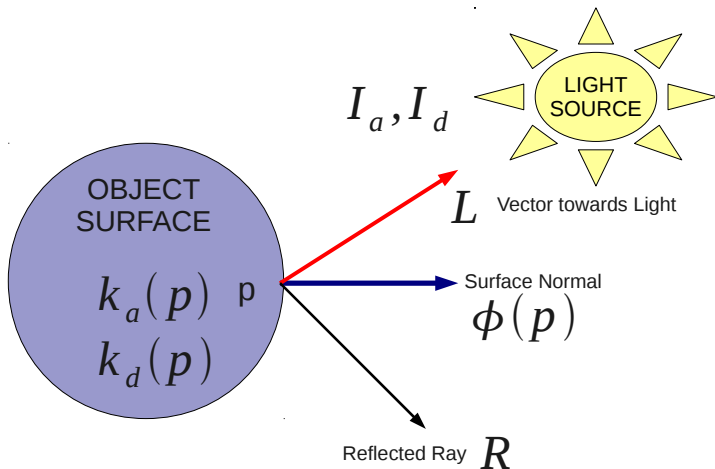 LIGHT
SOURCE
I_a, I_d
OBJECT
SURFACE
L Vector towards Light
k_a(p) p
Surface Normal
ϕ(p)
k_d(p)
Reflected Ray R